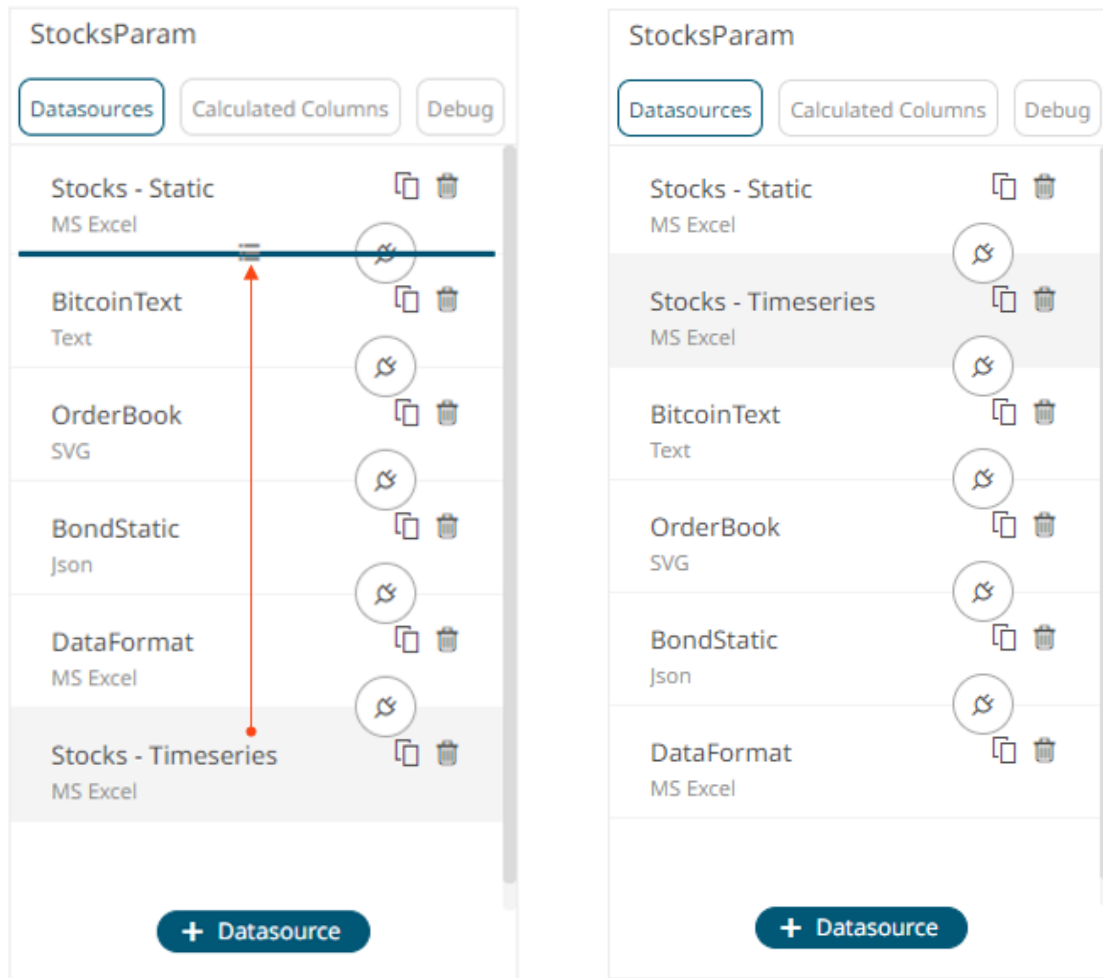 StocksParam
Datasources
Calculated Columns
Debug
Stocks - Static
MS Excel
BitcoinText
Text
OrderBook
SVG
BondStatic
Json
DataFormat
MS Excel
Stocks - Timeseries
MS Excel
+ Datasource
StocksParam
Datasources
Calculated Columns
Debug
Stocks - Static
MS Excel
Stocks - Timeseries
MS Excel
BitcoinText
Text
OrderBook
SVG
BondStatic
Json
DataFormat
MS Excel
+ Datasource